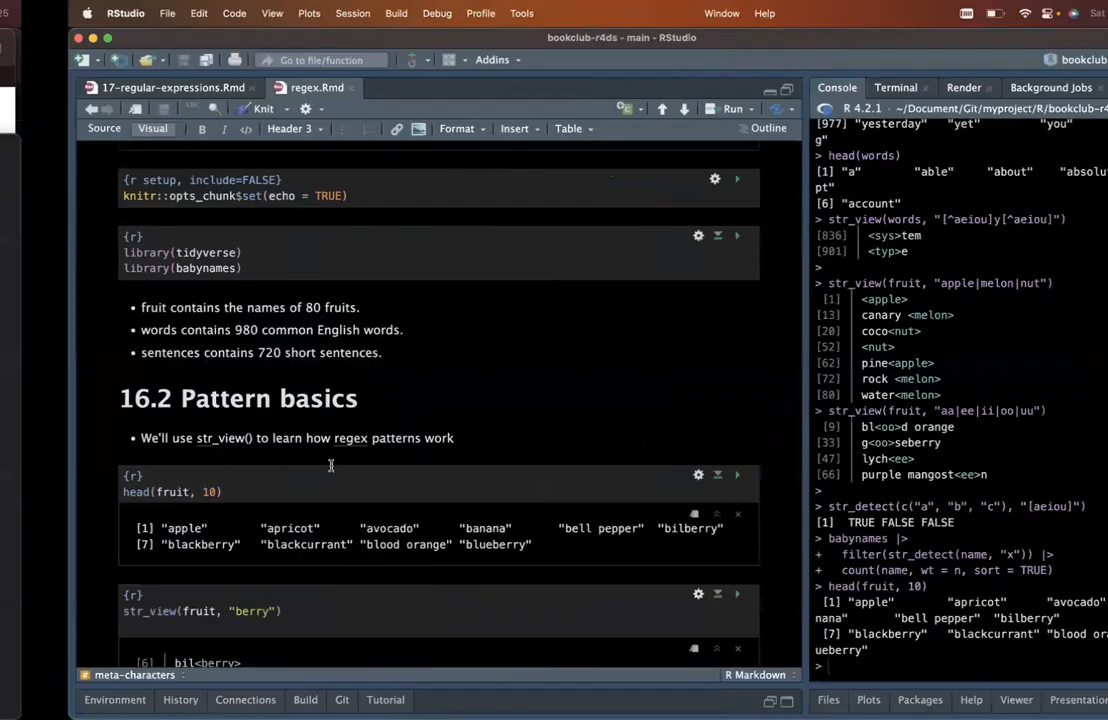 25
RStudio File Edit Code View Plots Session Build Debug Profile Tools Window Help Sat
bookclub-r4ds - main - RStudio
Go to file/function Addins bookclub
17-regular-expressions.Rmd regex.Rmd
Knit Run
Source Visual B I </> Header 3 Format Insert Table Outline
{r setup, include=FALSE}
knitr::opts_chunk$set(echo = TRUE)
{r}
library(tidyverse)
library(babynames)
• fruit contains the names of 80 fruits.
• words contains 980 common English words.
• sentences contains 720 short sentences.
16.2 Pattern basics
• We'll use str_view() to learn how regex patterns work
{r}
head(fruit, 10)
[1] "apple" "apricot" "avocado" "banana" "bell pepper" "bilberry"
[7] "blackberry" "blackcurrant" "blood orange" "blueberry"
{r}
str_view(fruit, "berry")
[6] │ bil<berry>
meta-characters R Markdown
Environment History Connections Build Git Tutorial
Console Terminal Render Background Jobs
R 4.2.1 · ~/Document/Git/myproject/R/bookclub-r
[977] "yesterday" "yet" "you"
g"
> head(words)
[1] "a" "able" "about" "absolu
pt"
[6] "account"
> str_view(words, "[^aeiou]y[^aeiou]")
[836] │ <sys>tem
[901] │ <typ>e
>
> str_view(fruit, "apple|melon|nut")
[1] │ <apple>
[13] │ canary <melon>
[20] │ coco<nut>
[52] │ <nut>
[62] │ pine<apple>
[72] │ rock <melon>
[80] │ water<melon>
> str_view(fruit, "aa|ee|ii|oo|uu")
[9] │ bl<oo>d orange
[33] │ g<oo>seberry
[47] │ lych<ee>
[66] │ purple mangost<ee>n
>
> str_detect(c("a", "b", "c"), "[aeiou]")
[1] TRUE FALSE FALSE
> babynames |>
+ filter(str_detect(name, "x")) |>
+ count(name, wt = n, sort = TRUE)
> head(fruit, 10)
[1] "apple" "apricot" "avocado"
nana" "bell pepper" "bilberry"
[7] "blackberry" "blackcurrant" "blood ora
ueberry"
>
Files Plots Packages Help Viewer Presentatio